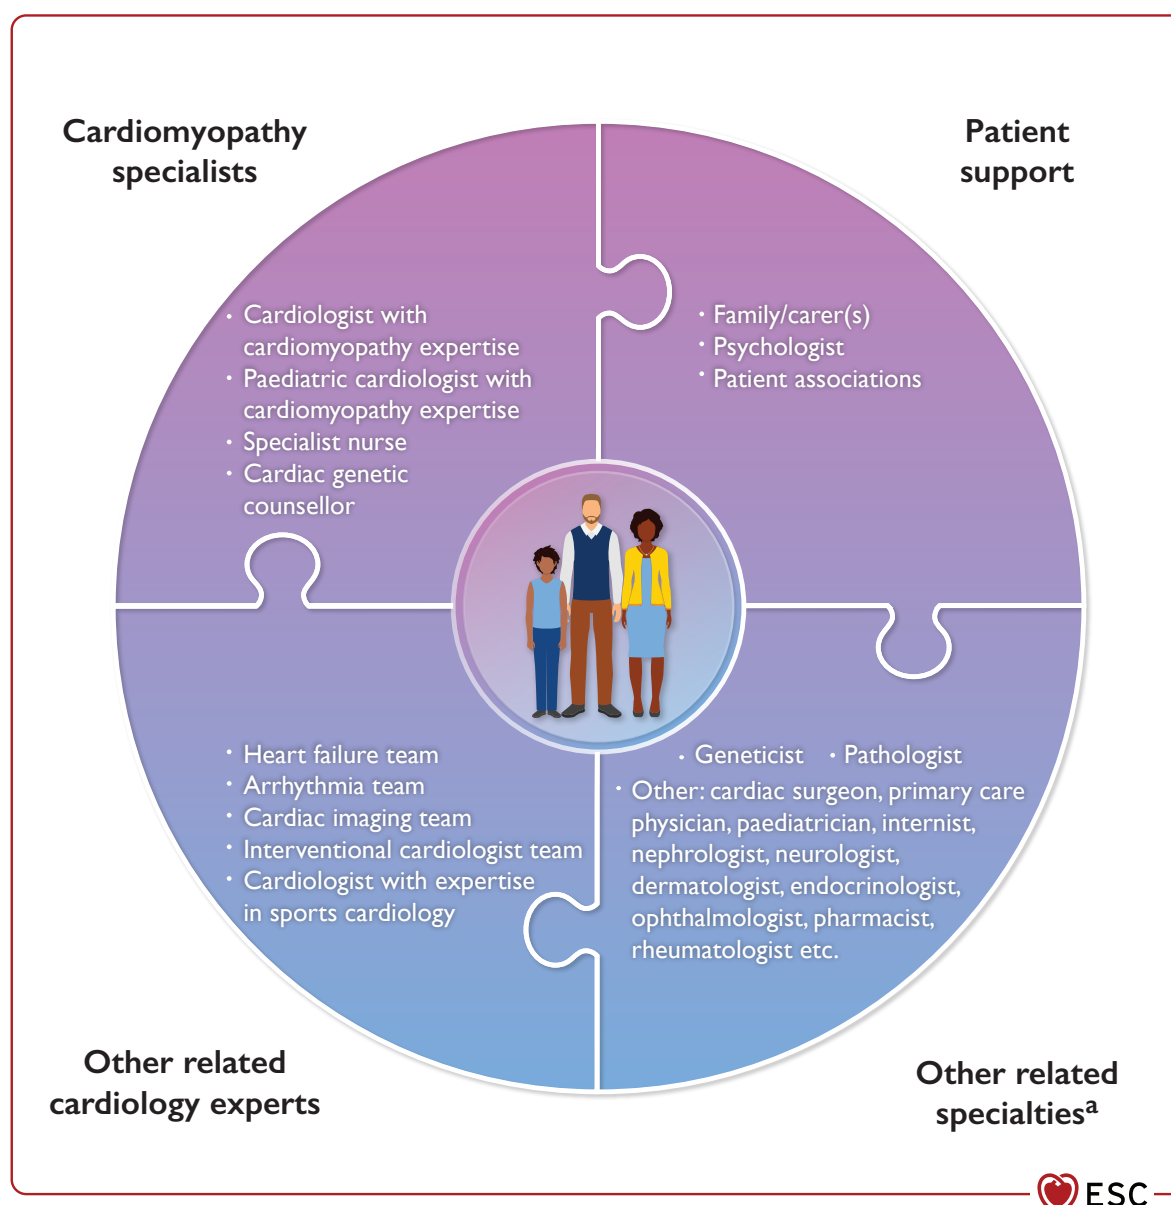 Cardiomyopathy
specialists
Patient
support
· Cardiologist with
cardiomyopathy expertise
· Paediatric cardiologist with
cardiomyopathy expertise
· Specialist nurse
· Cardiac genetic
counsellor
· Family/carer(s)
· Psychologist
· Patient associations
· Heart failure team
· Arrhythmia team
· Cardiac imaging team
· Interventional cardiologist team
· Cardiologist with expertise
in sports cardiology
· Geneticist · Pathologist
· Other: cardiac surgeon, primary care
physician, paediatrician, internist,
nephrologist, neurologist,
dermatologist, endocrinologist,
ophthalmologist, pharmacist,
rheumatologist etc.
Other related
cardiology experts
Other related
specialtiesᵃ
ESC